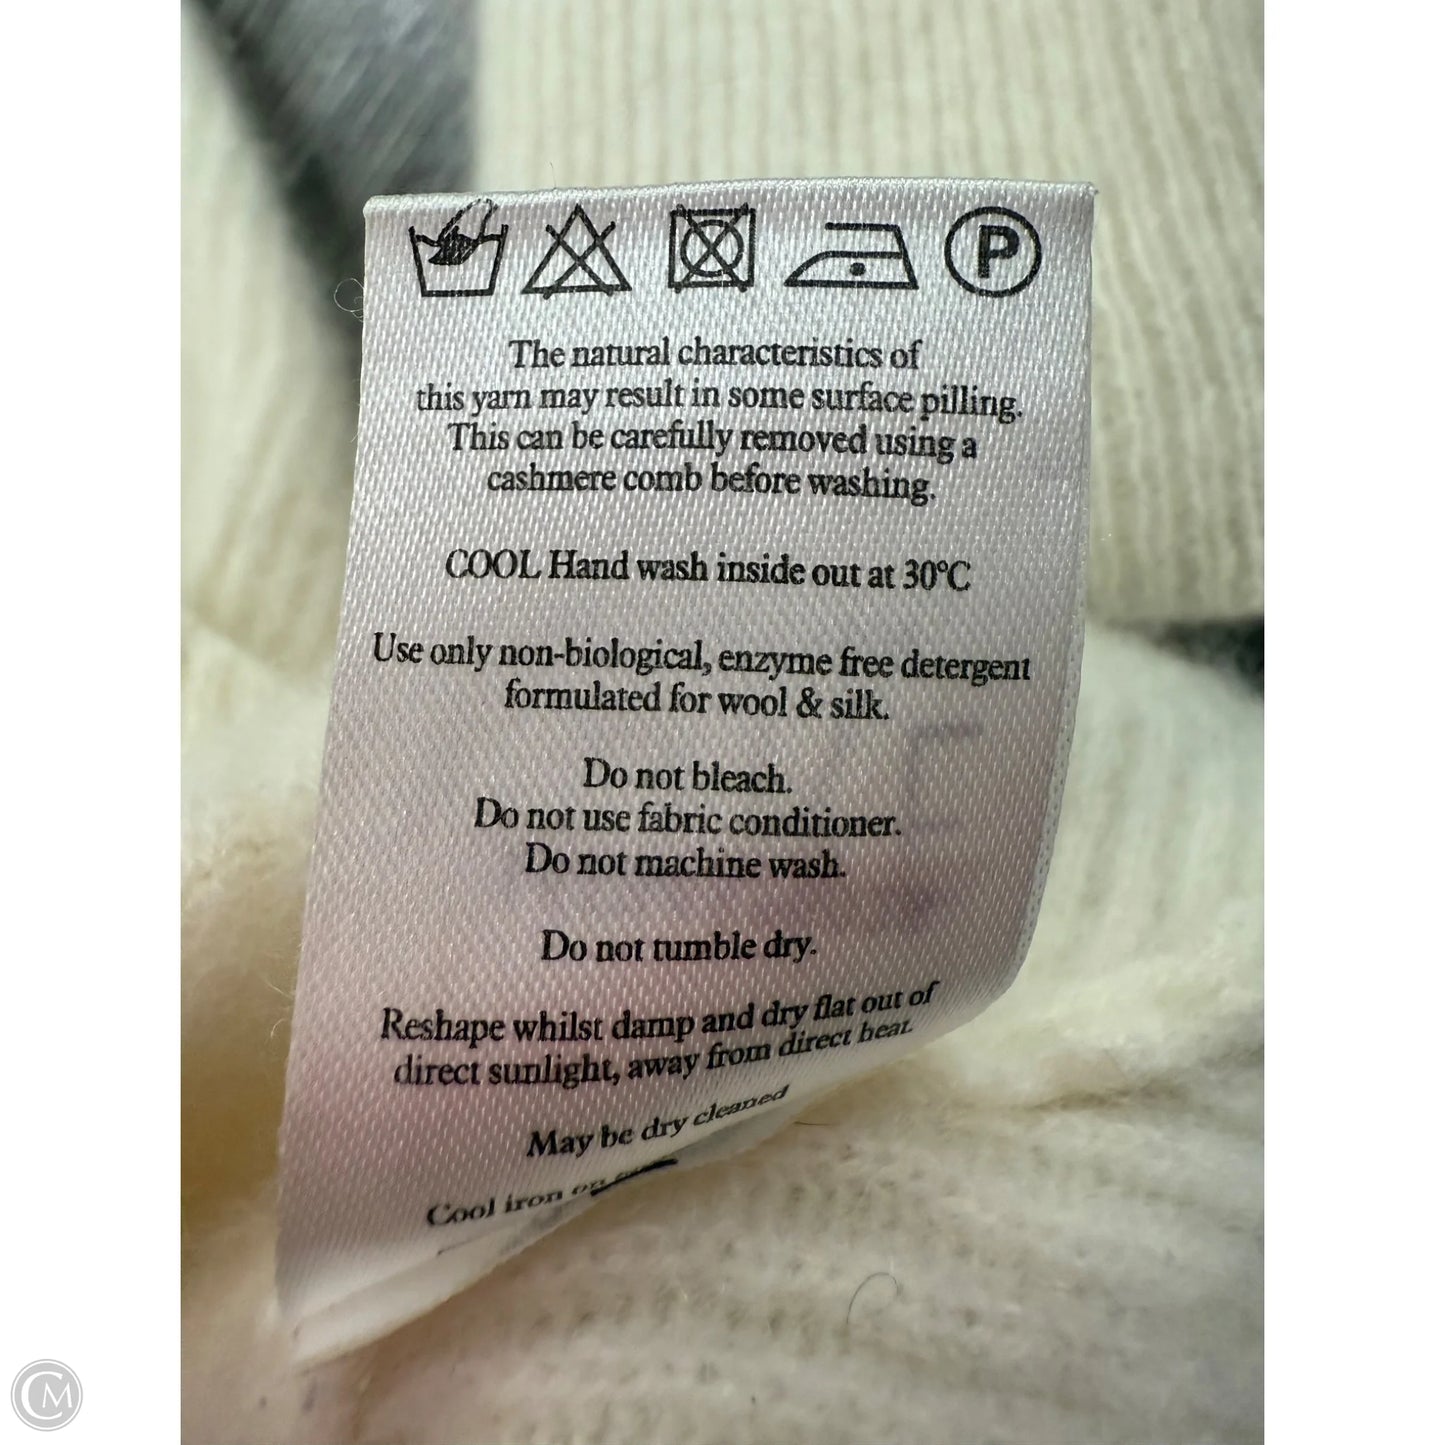 P
The natural characteristics of
this yarn may result in some surface pilling.
This can be carefully removed using a
cashmere comb before washing.
COOL Hand wash inside out at 30°C
Use only non-biological, enzyme free detergent
formulated for wool & silk.
Do not bleach.
Do not use fabric conditioner.
Do not machine wash.
Do not tumble dry.
Reshape whilst damp and dry flat out of
direct sunlight, away from direct heat.
May be dry cleaned
Cool iron on
CM